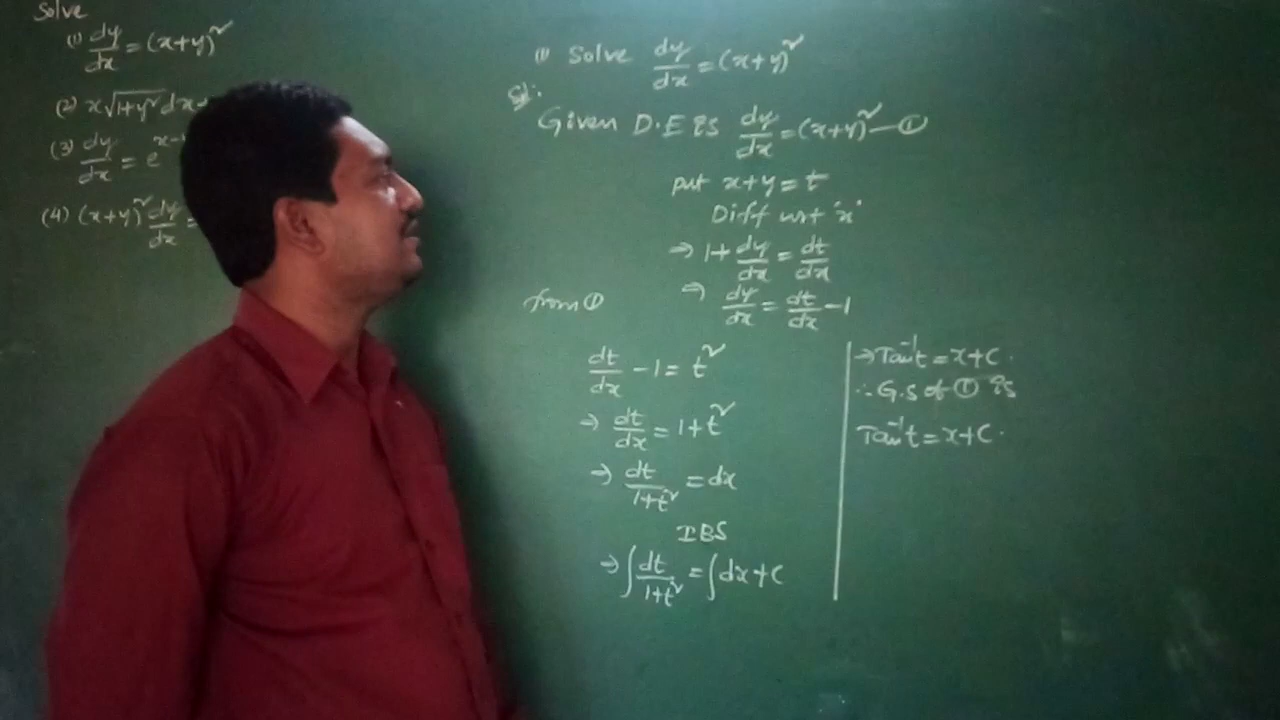 Solve
(1) dy/dx = (x+y)²
(2) x√1+y² dx
(3) dy/dx = e^x-
(4) (x+y)² dy/dx =
(1) Solve dy/dx = (x+y)²
Sol:
Given D.E is dy/dx = (x+y)² — ①
put x+y = t
Diff wrt 'x'
⇒ 1 + dy/dx = dt/dx
⇒ dy/dx = dt/dx - 1
from ①
dt/dx - 1 = t²
⇒ dt/dx = 1+t²
⇒ dt/1+t² = dx
IBS
⇒ ∫ dt/1+t² = ∫ dx + C
⇒ Tan⁻¹t = x+C.
∴ G.S of ① is
Tan⁻¹t = x+C.